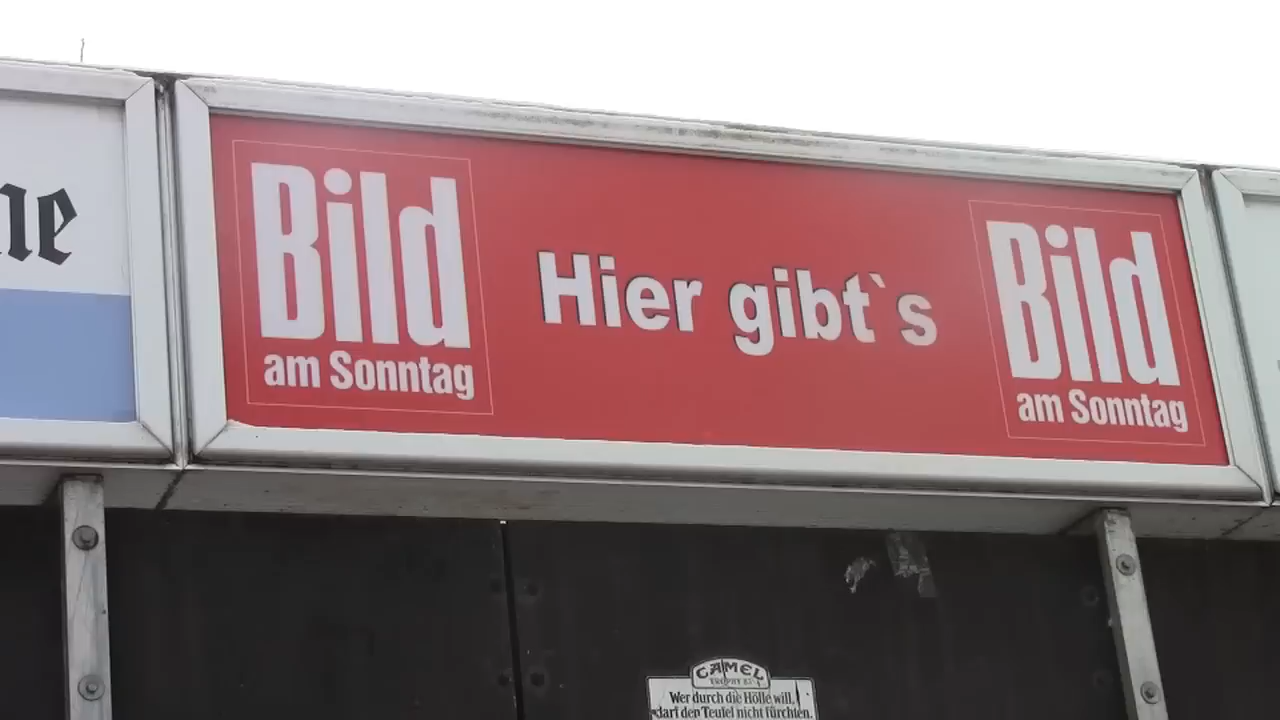 Bild
am Sonntag
Hier gibt`s
Bild
am Sonntag
CAMEL
Wer durch die Hölle will,
darf den Teufel nicht fürchten.